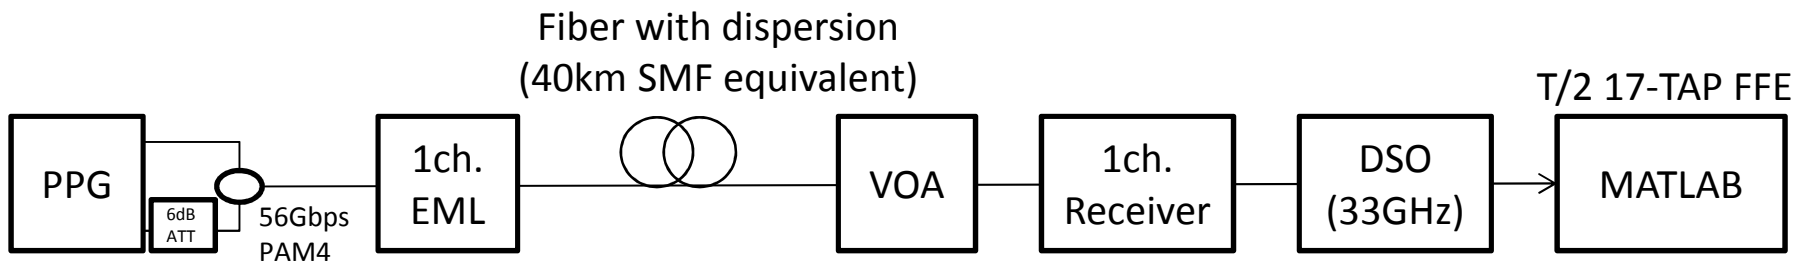 Fiber with dispersion
(40km SMF equivalent)
T/2 17-TAP FFE
PPG
6dB
ATT
56Gbps
PAM4
1ch.
EML
VOA
1ch.
Receiver
DSO
(33GHz)
MATLAB